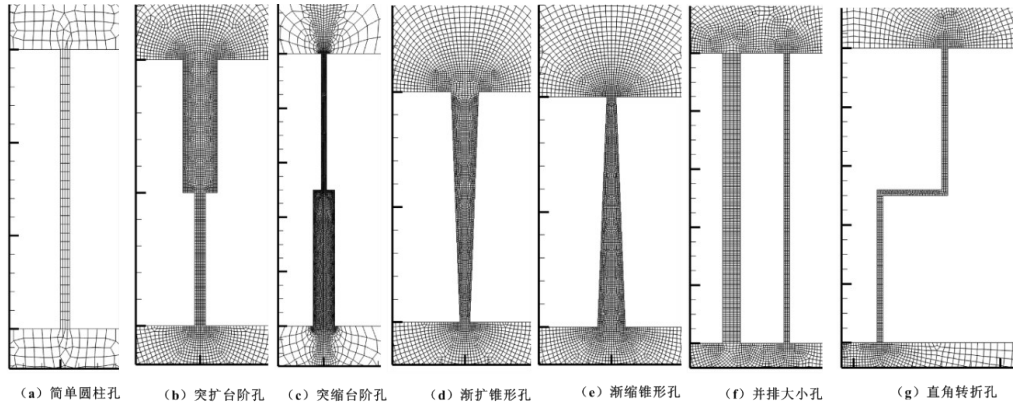 (a) 简单圆柱孔
(b) 突扩台阶孔
(c) 突缩台阶孔
(d) 渐扩锥形孔
(e) 渐缩锥形孔
(f) 并排大小孔
(g) 直角转折孔